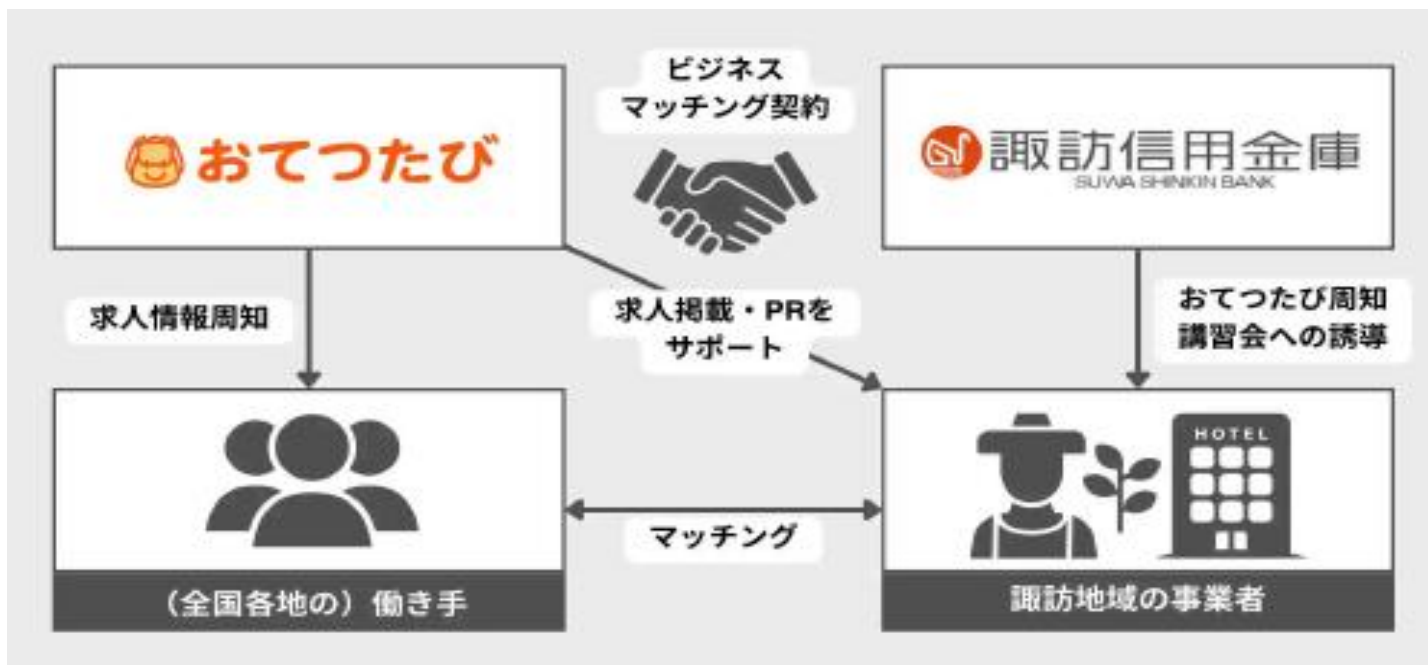 ビジネス
マッチング契約
おてつたび
諏訪信用金庫
SUWA SHINKIN BANK
求人情報周知
求人掲載・PRを
サポート
おてつたび周知
講習会への誘導
HOTEL
マッチング
（全国各地の）働き手
諏訪地域の事業者